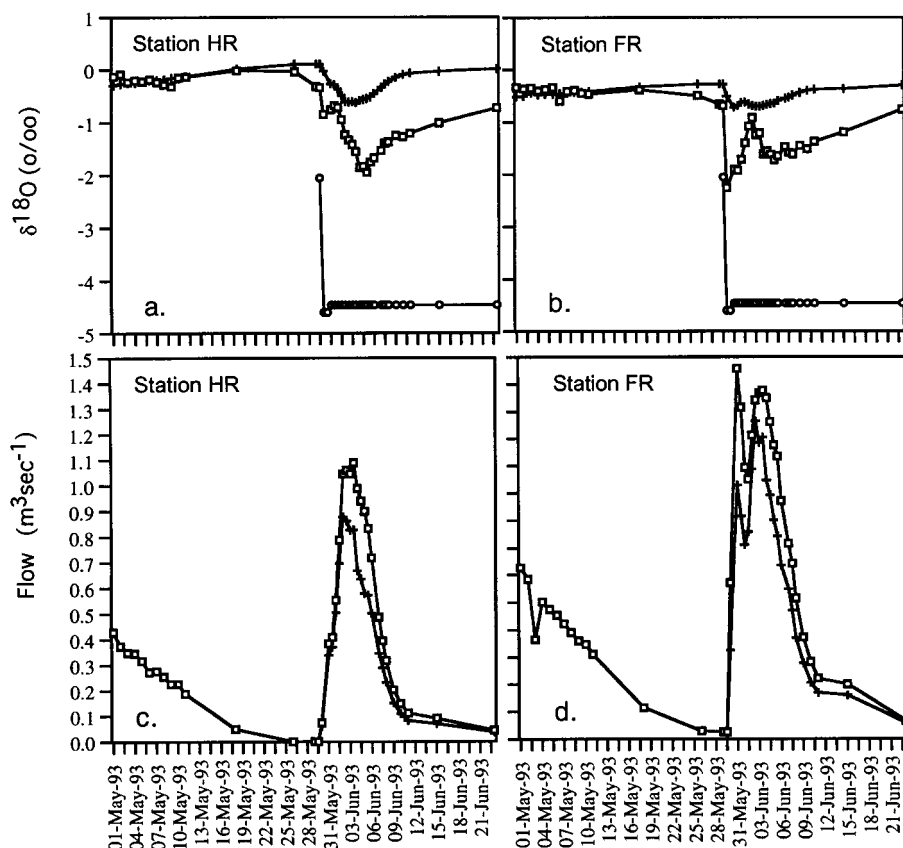 Station HR
Station FR
δ18O (o/oo)
1
0
-1
-2
-3
-4
-5
a.
b.
Station HR
Station FR
Flow (m3sec-1)
1.5
1.4
1.3
1.2
1.1
1.0
0.9
0.8
0.7
0.6
0.5
0.4
0.3
0.2
0.1
0.0
c.
d.
01-May-93
04-May-93
07-May-93
10-May-93
13-May-93
16-May-93
19-May-93
22-May-93
25-May-93
28-May-93
31-May-93
03-Jun-93
06-Jun-93
09-Jun-93
12-Jun-93
15-Jun-93
18-Jun-93
21-Jun-93
01-May-93
04-May-93
07-May-93
10-May-93
13-May-93
16-May-93
19-May-93
22-May-93
25-May-93
28-May-93
31-May-93
03-Jun-93
06-Jun-93
09-Jun-93
12-Jun-93
15-Jun-93
18-Jun-93
21-Jun-93